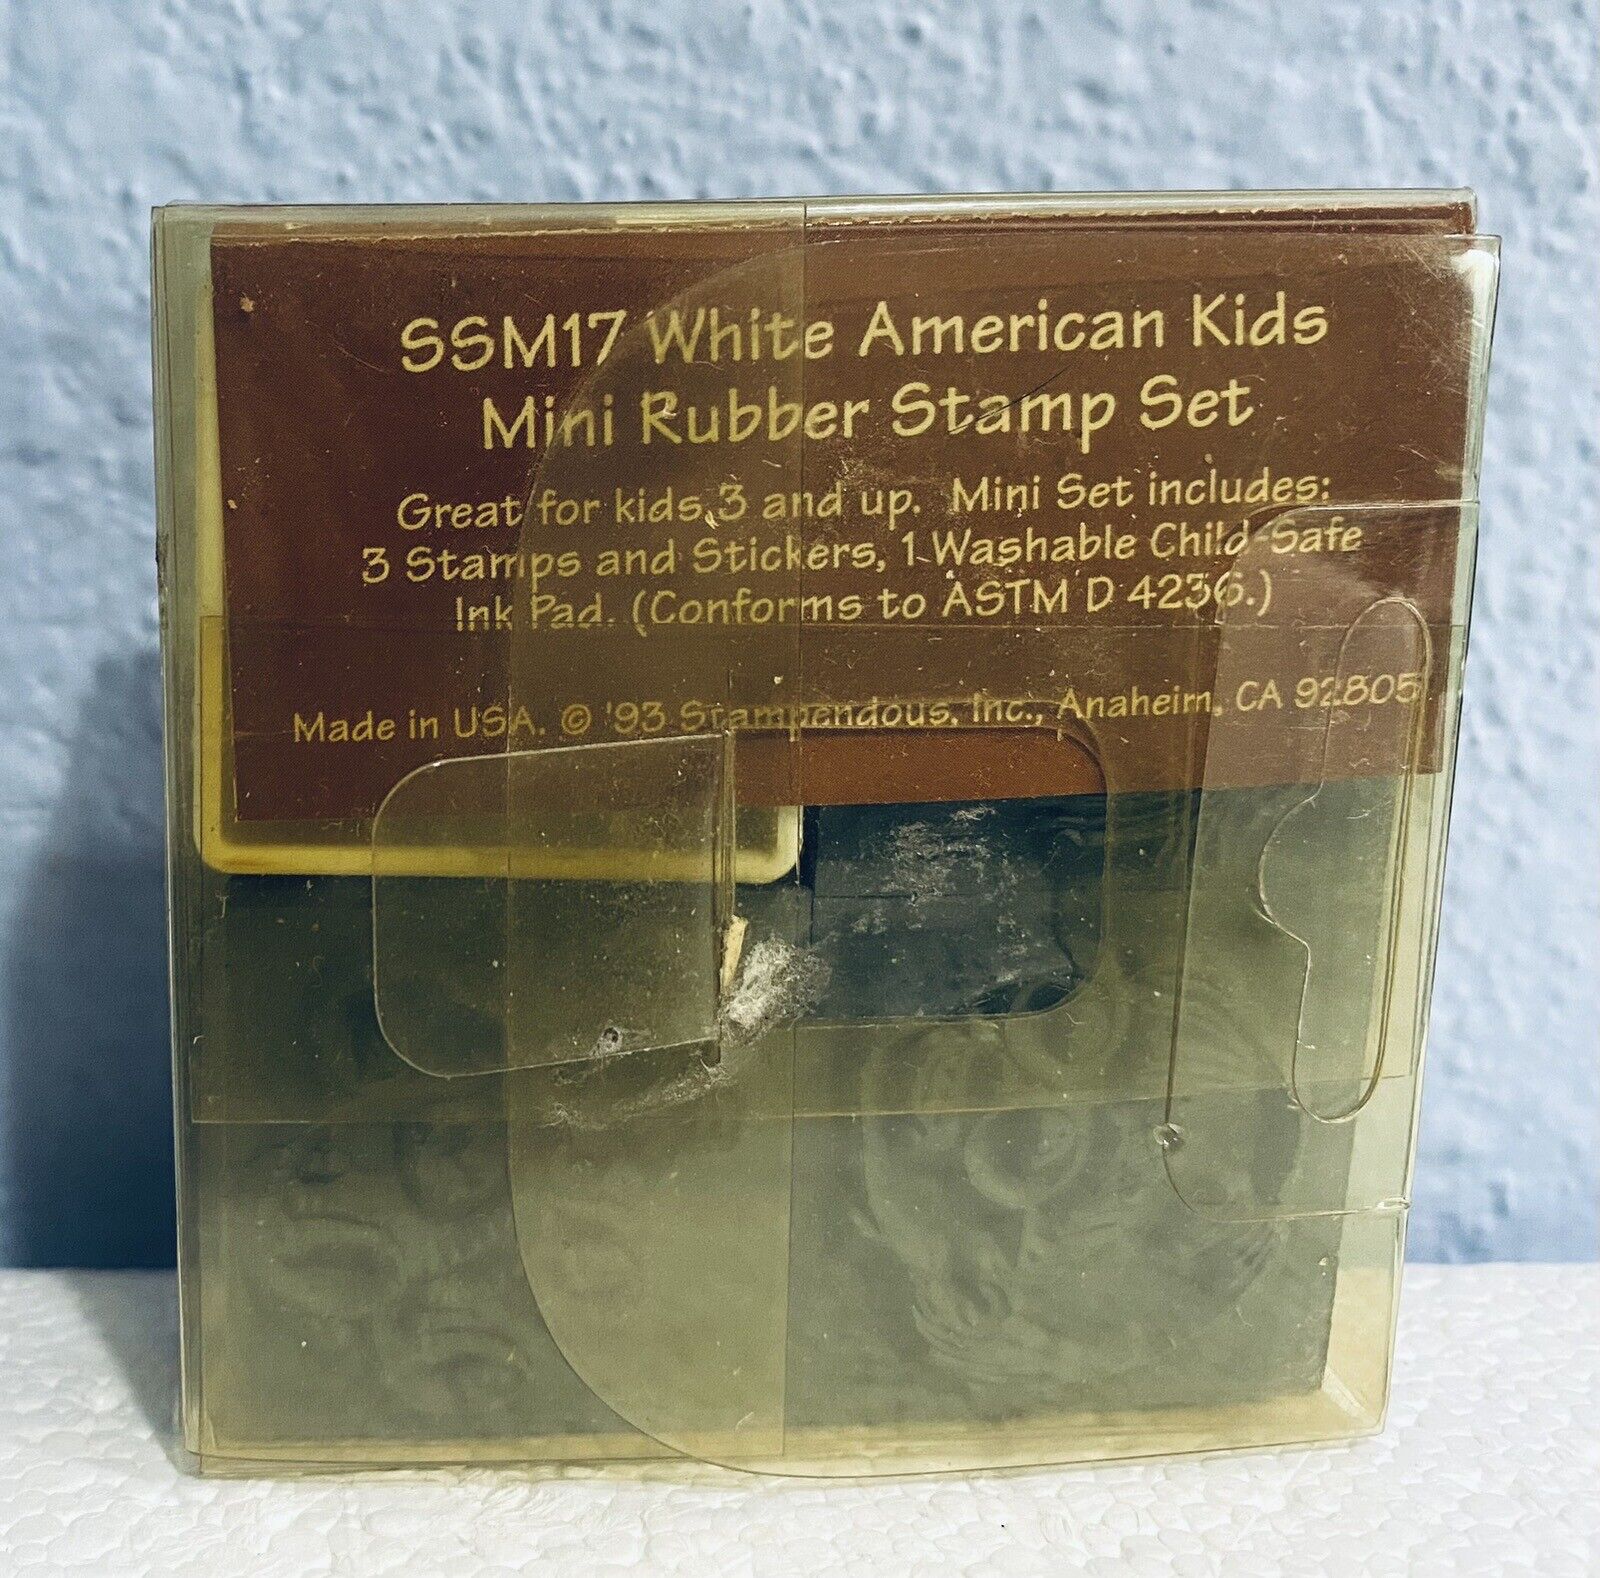 SSM17 White American Kids
Mini Rubber Stamp Set
Great for kids 3 and up. Mini Set includes:
3 Stamps and Stickers, 1 Washable Child-Safe
Ink Pad. (Conforms to ASTM D 4236.)
Made in USA. © '93 Stampendous, Inc., Anaheim, CA 92805